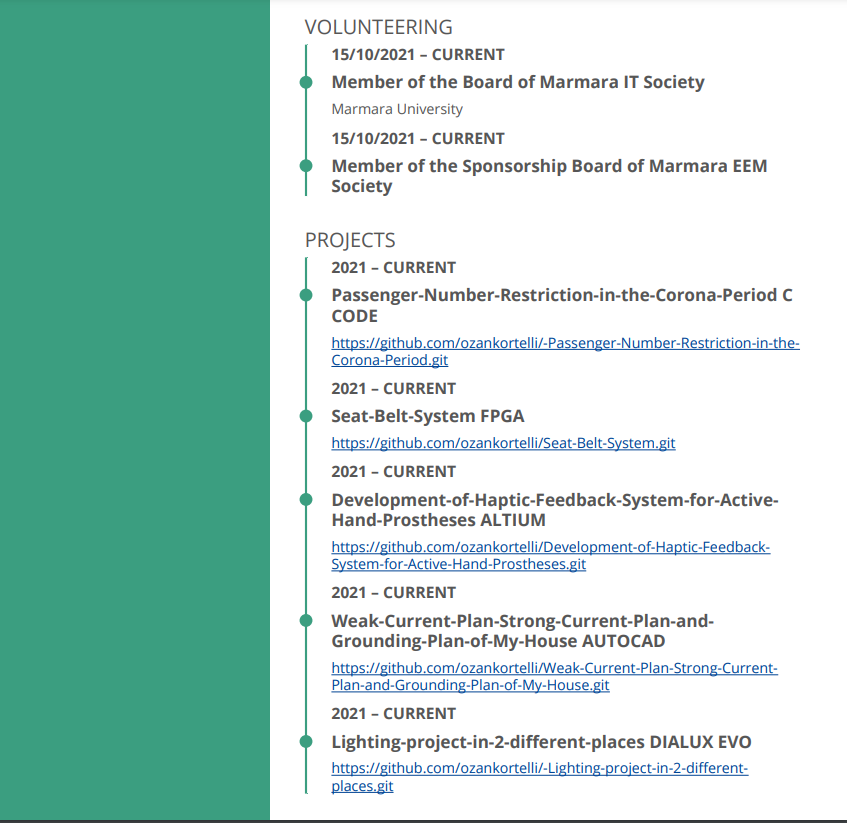 VOLUNTEERING
15/10/2021 – CURRENT
Member of the Board of Marmara IT Society
Marmara University
15/10/2021 – CURRENT
Member of the Sponsorship Board of Marmara EEM
Society
PROJECTS
2021 – CURRENT
Passenger-Number-Restriction-in-the-Corona-Period C
CODE
https://github.com/ozankortelli/-Passenger-Number-Restriction-in-the-
Corona-Period.git
2021 – CURRENT
Seat-Belt-System FPGA
https://github.com/ozankortelli/Seat-Belt-System.git
2021 – CURRENT
Development-of-Haptic-Feedback-System-for-Active-
Hand-Prostheses ALTIUM
https://github.com/ozankortelli/Development-of-Haptic-Feedback-
System-for-Active-Hand-Prostheses.git
2021 – CURRENT
Weak-Current-Plan-Strong-Current-Plan-and-
Grounding-Plan-of-My-House AUTOCAD
https://github.com/ozankortelli/Weak-Current-Plan-Strong-Current-
Plan-and-Grounding-Plan-of-My-House.git
2021 – CURRENT
Lighting-project-in-2-different-places DIALUX EVO
https://github.com/ozankortelli/-Lighting-project-in-2-different-
places.git